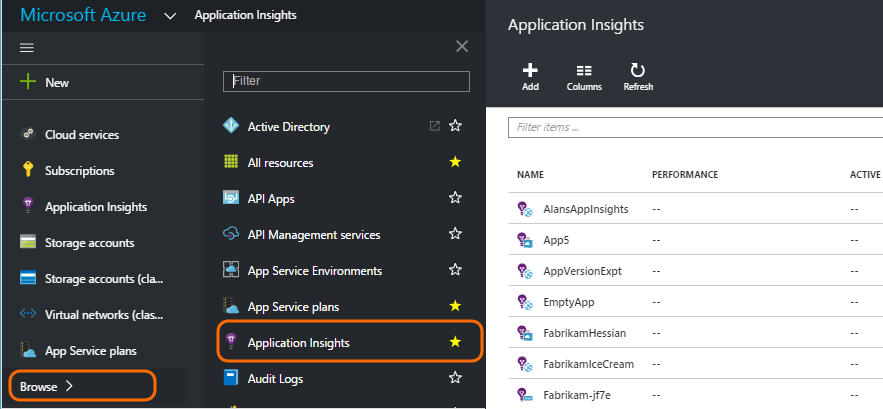 Microsoft Azure
Application Insights
New
Cloud services
Subscriptions
Application Insights
Storage accounts
Storage accounts (cla...
Virtual networks (clas...
App Service plans
Browse
Filter
Active Directory
All resources
API Apps
API Management services
App Service Environments
App Service plans
Application Insights
Audit Logs
Application Insights
Add
Columns
Refresh
Filter items ...
NAME PERFORMANCE ACTIVE
AlansAppInsights -- --
App5 -- --
AppVersionExpt -- --
EmptyApp -- --
FabrikamHessian -- --
FabrikamIceCream -- --
Fabrikam-jf7e -- --